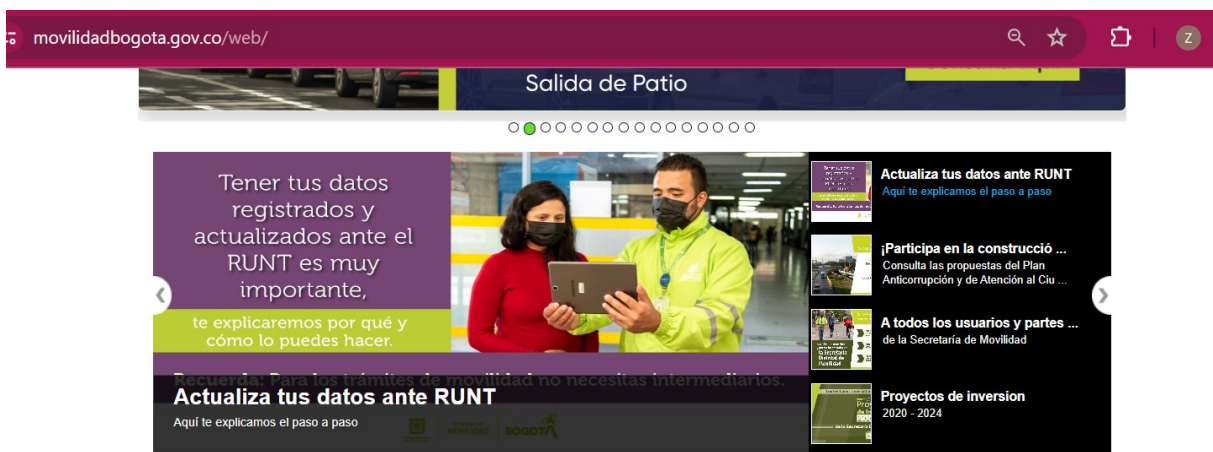 movilidadbogota.gov.co/web/
Z
Salida de Patio
Tener tus datos
registrados y
actualizados ante el
RUNT es muy
importante,
te explicaremos por qué y
cómo lo puedes hacer.
Recuerda: Para los trámites de movilidad no necesitas intermediarios.
Actualiza tus datos ante RUNT
Aquí te explicamos el paso a paso
MOVILIDAD
BOGOTÁ
Actualiza tus datos ante RUNT
Aquí te explicamos el paso a paso
¡Participa en la construcció ...
Consulta las propuestas del Plan
Anticorrupción y de Atención al Ciu ...
A todos los usuarios y partes ...
de la Secretaría de Movilidad
Proyectos de inversion
2020 - 2024